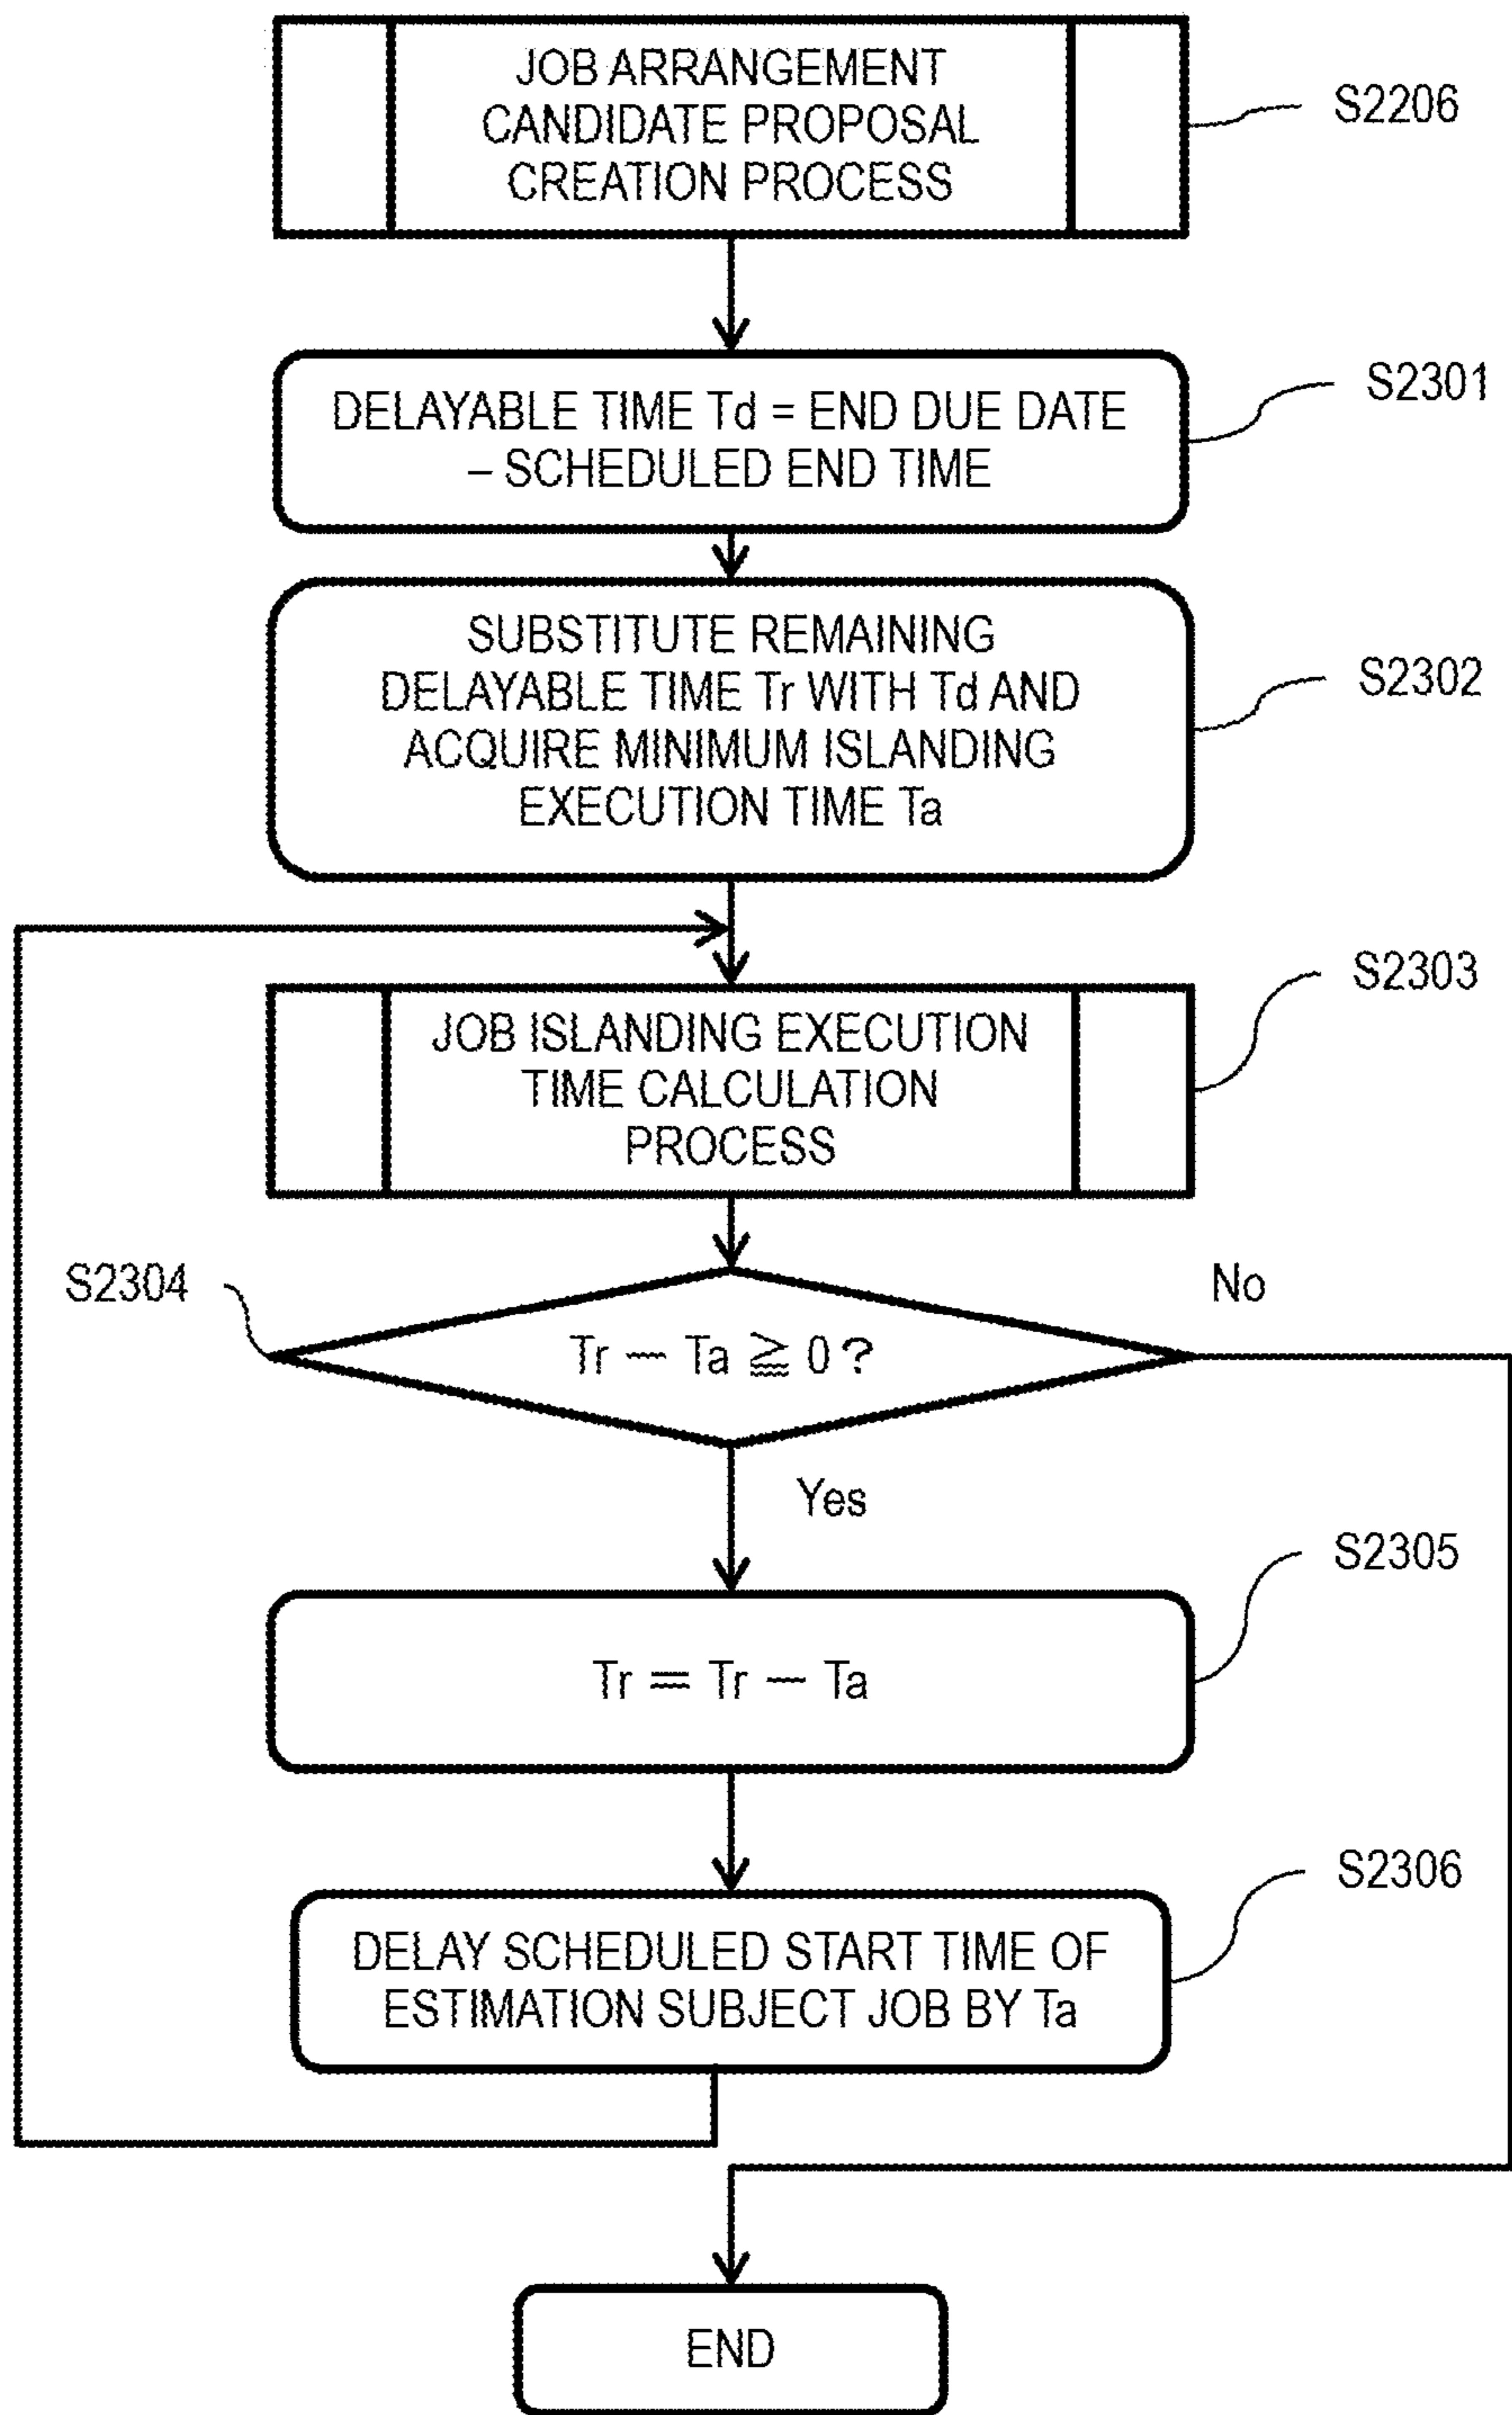 JOB ARRANGEMENT
CANDIDATE PROPOSAL
CREATION PROCESS
S2206
DELAYABLE TIME Td = END DUE DATE
– SCHEDULED END TIME
S2301
SUBSTITUTE REMAINING
DELAYABLE TIME Tr WITH Td AND
ACQUIRE MINIMUM ISLANDING
EXECUTION TIME Ta
S2302
JOB ISLANDING EXECUTION
TIME CALCULATION
PROCESS
S2303
S2304
Tr − Ta ≧ 0 ?
No
Yes
Tr = Tr − Ta
S2305
DELAY SCHEDULED START TIME OF
ESTIMATION SUBJECT JOB BY Ta
S2306
END